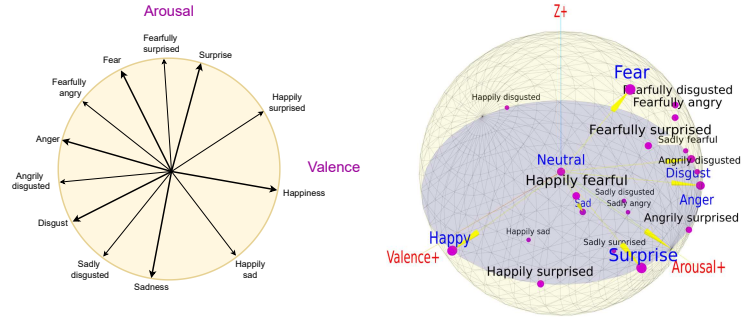 Arousal
Fearfully
surprised
Surprise
Fear
Fearfully
angry
Happily
surprised
Anger
Valence
Angrily
disgusted
Happiness
Disgust
Sadly
disgusted
Happily
sad
Sadness
Z+
Fear
Fearfully disgusted
Happily disgusted
Fearfully angry
Fearfully surprised
Sadly fearful
Neutral
Angrily disgusted
Disgust
Happily fearful
Sadly disgusted
Anger
Sad
Sadly angry
Angrily surprised
Happily sad
Happy
Sadly surprised
Valence+
Surprise
Arousal+
Happily surprised